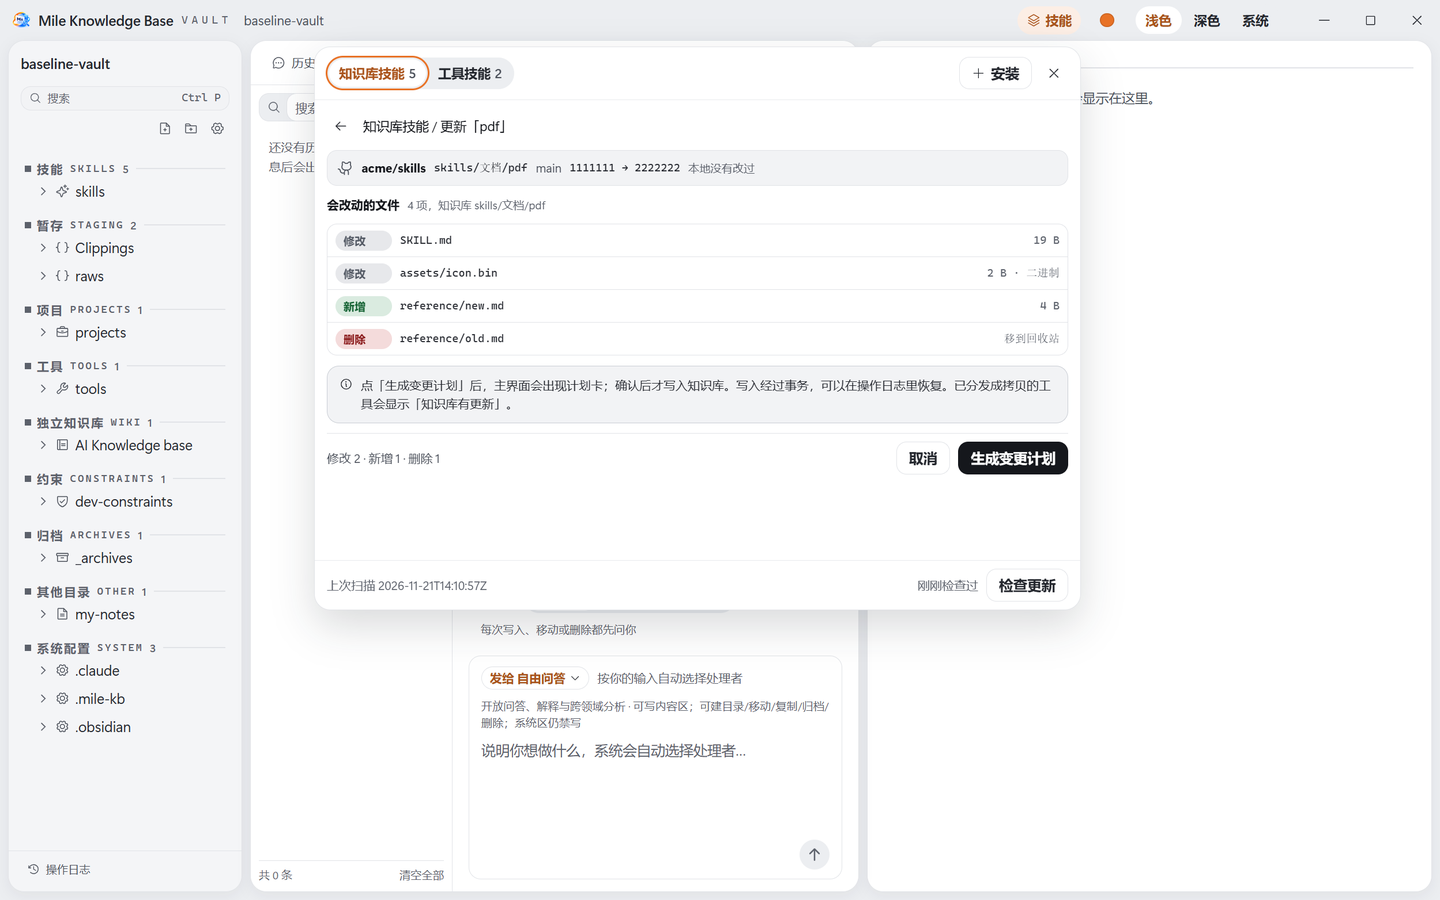 Mile Knowledge Base VAULT baseline-vault
技能
浅色 深色 系统
baseline-vault
搜索 Ctrl P
技能 SKILLS 5
skills
暂存 STAGING 2
Clippings
raws
项目 PROJECTS 1
projects
工具 TOOLS 1
tools
独立知识库 WIKI 1
AI Knowledge base
约束 CONSTRAINTS 1
dev-constraints
归档 ARCHIVES 1
_archives
其他目录 OTHER 1
my-notes
系统配置 SYSTEM 3
.claude
.mile-kb
.obsidian
操作日志
历史
搜索
还没有历
息后会出
共 0 条 清空全部
知识库技能 5 工具技能 2
安装
知识库技能 / 更新「pdf」
acme/skills skills/文档/pdf main 1111111 → 2222222 本地没有改过
会改动的文件 4 项，知识库 skills/文档/pdf
修改 SKILL.md 19 B
修改 assets/icon.bin 2 B · 二进制
新增 reference/new.md 4 B
删除 reference/old.md 移到回收站
点「生成变更计划」后，主界面会出现计划卡；确认后才写入知识库。写入经过事务，可以在操作日志里恢复。已分发成拷贝的工
具会显示「知识库有更新」。
修改 2 · 新增 1 · 删除 1
取消 生成变更计划
上次扫描 2026-11-21T14:10:57Z 刚刚检查过 检查更新
每次写入、移动或删除都先问你
发给 自由问答 按你的输入自动选择处理者
开放问答、解释与跨领域分析 · 可写内容区；可建目录/移动/复制/归档/
删除；系统区仍禁写
说明你想做什么，系统会自动选择处理者...
显示在这里。